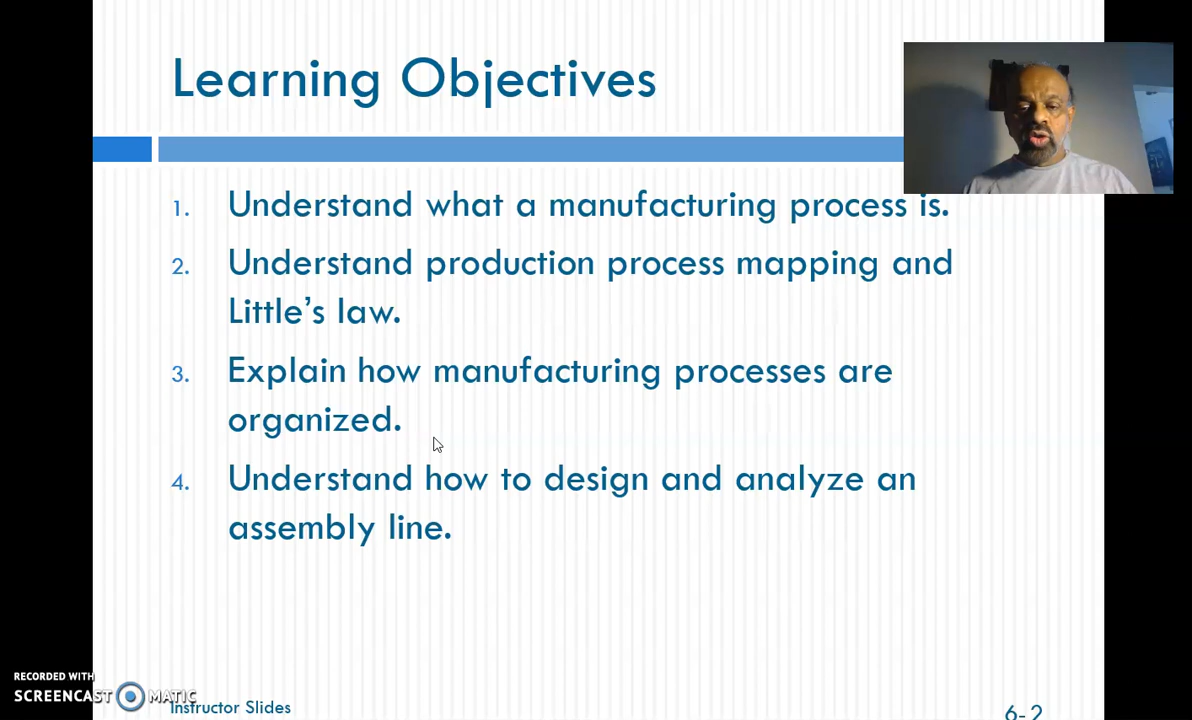 Learning Objectives
1. Understand what a manufacturing process is.
2. Understand production process mapping and
Little's law.
3. Explain how manufacturing processes are
organized.
4. Understand how to design and analyze an
assembly line.
RECORDED WITH
SCREENCAST MATIC
Instructor Slides
6-2